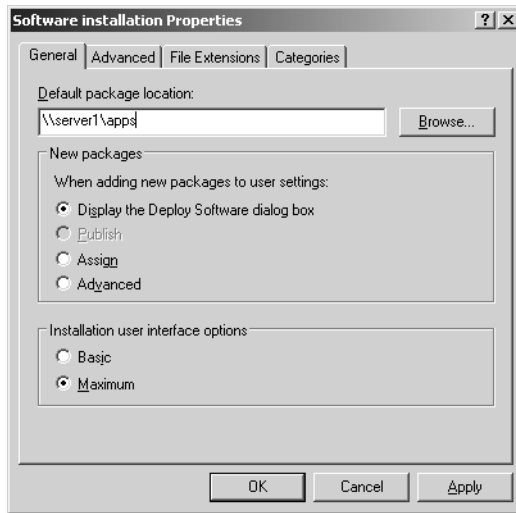 Software installation Properties
? X
General Advanced File Extensions Categories
Default package location:
\\server1\apps
Browse...
New packages
When adding new packages to user settings:
Display the Deploy Software dialog box
Publish
Assign
Advanced
Installation user interface options
Basic
Maximum
OK Cancel Apply